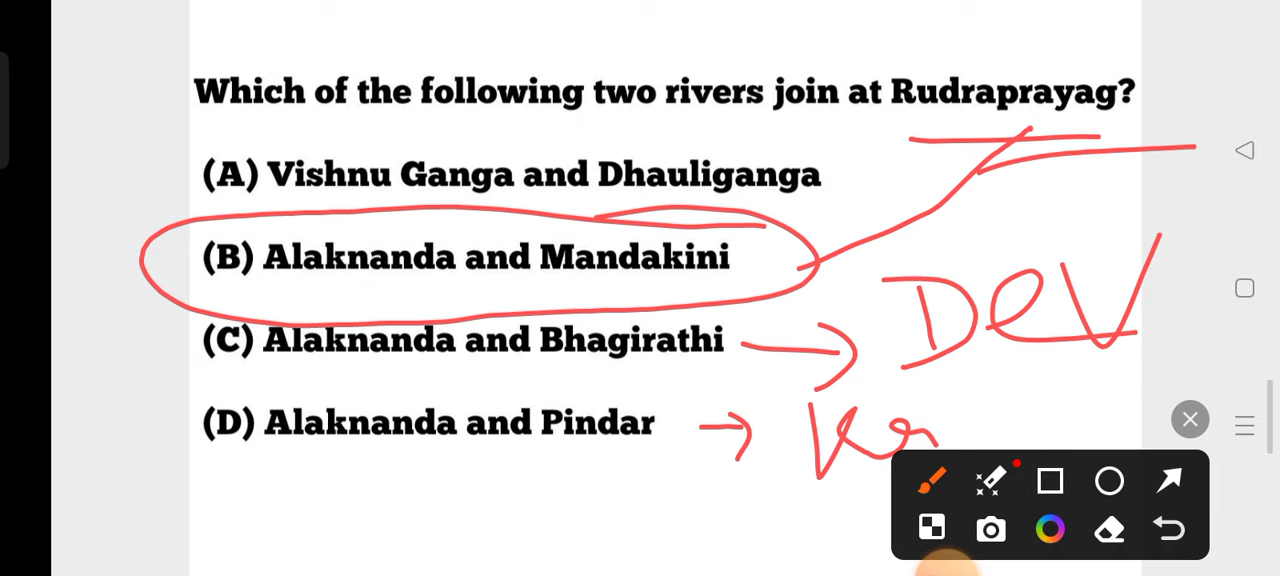 Which of the following two rivers join at Rudraprayag?
(A) Vishnu Ganga and Dhauliganga
(B) Alaknanda and Mandakini
(C) Alaknanda and Bhagirathi
Dev
(D) Alaknanda and Pindar